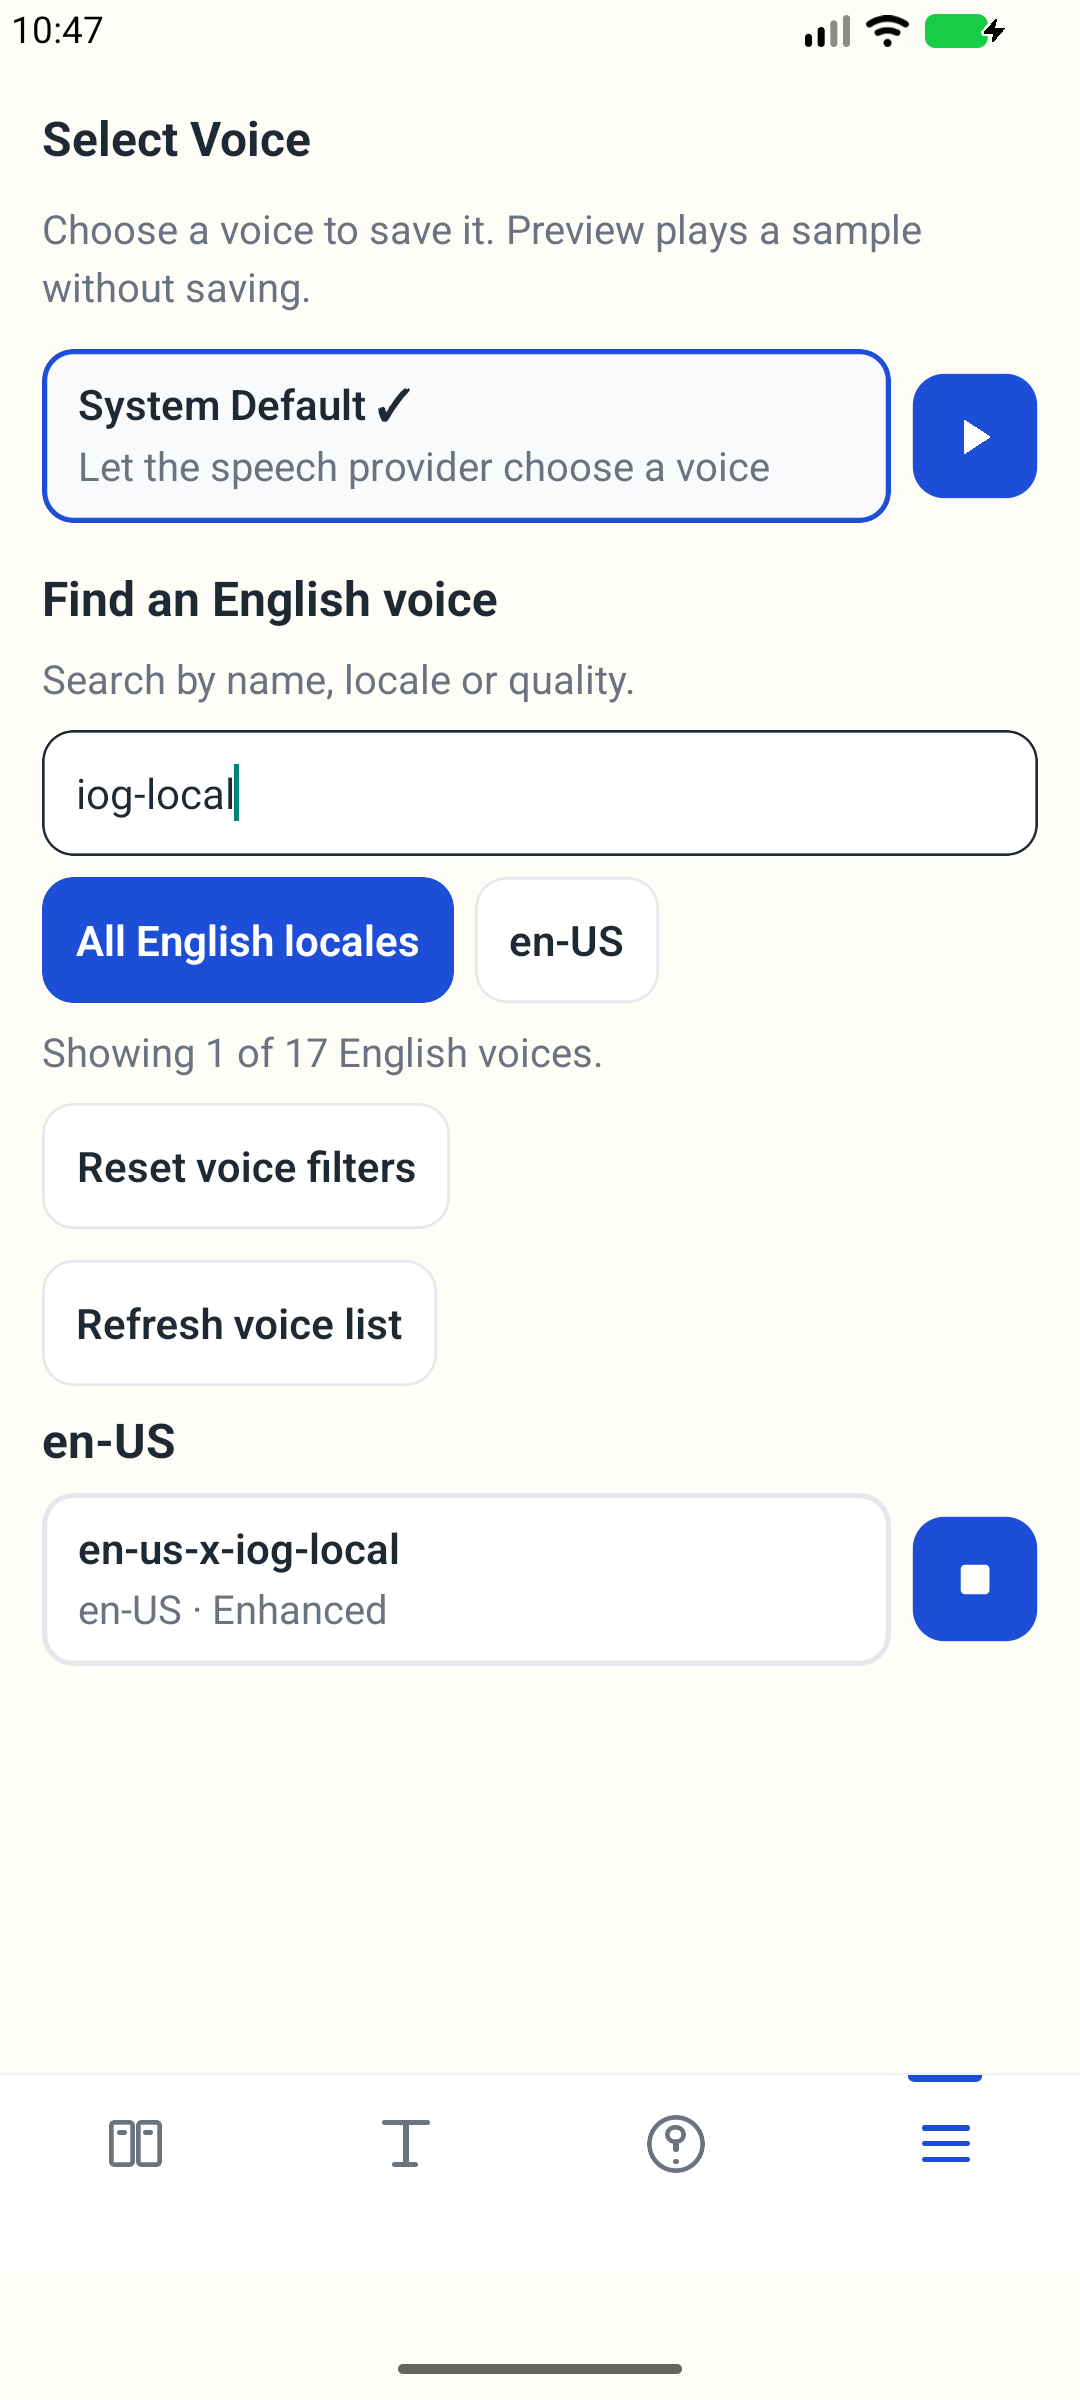 10:47
Select Voice
Choose a voice to save it. Preview plays a sample
without saving.
System Default ✓
Let the speech provider choose a voice
Find an English voice
Search by name, locale or quality.
iog-local
All English locales
en-US
Showing 1 of 17 English voices.
Reset voice filters
Refresh voice list
en-US
en-us-x-iog-local
en-US · Enhanced